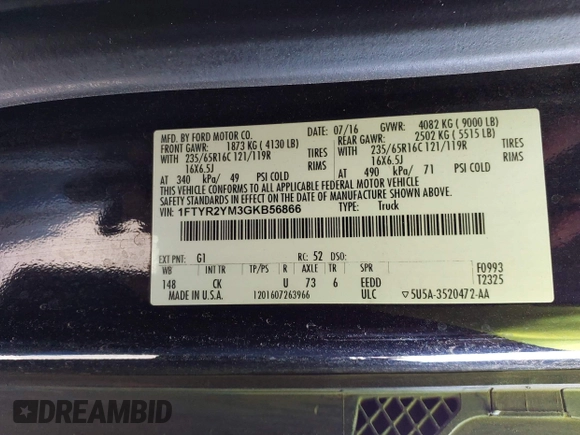 MFD. BY FORD MOTOR CO. DATE: 07/16 GVWR: 4082 KG ( 9000 LB)
FRONT GAWR: 1873 KG ( 4130 LB) REAR GAWR: 2502 KG ( 5515 LB)
235/65R16C 121/119R TIRES 235/65R16C 121/119R TIRES
16X6.5J RIMS 16X6.5J RIMS
AT 340 kPa/ 49 PSI COLD AT 490 kPa/ 71 PSI COLD
THIS VEHICLE CONFORMS TO ALL APPLICABLE FEDERAL MOTOR VEHICLE
SAFETY STANDARDS IN EFFECT ON THE DATE OF MANUFACTURE SHOWN ABOVE.
VIN: 1FTYR2YM3GKB56866 TYPE: Truck
EXT PNT: G1 RC: 52 DSO:
WB INT TR TP/PS R AXLE TR SPR F0993
148 CK U 73 6 EEDD T2325
MADE IN U.S.A. 1201607263966 ULC ▽5U5A-3520472-AA
DREAMBID